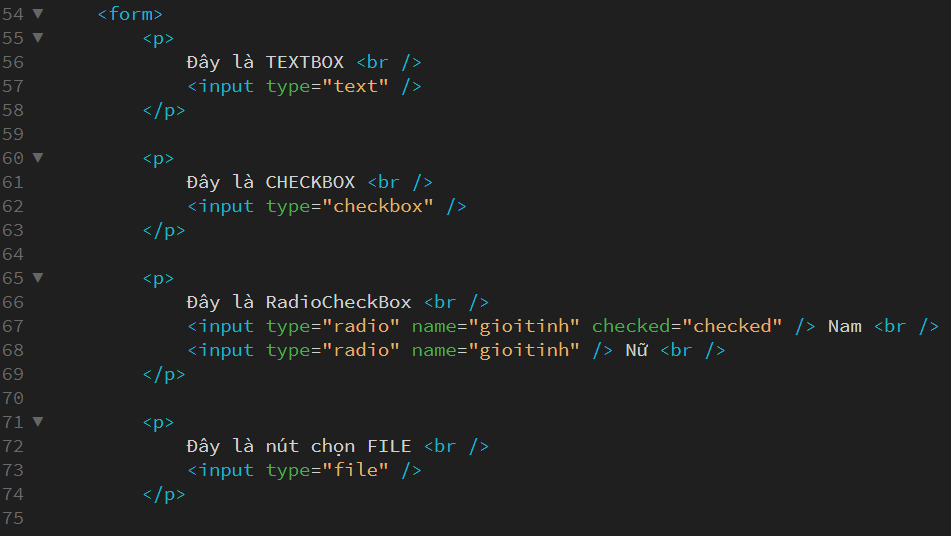 54 ▼ <form>
55 ▼ <p>
56 Đây là TEXTBOX <br />
57 <input type="text" />
58 </p>
59
60 ▼ <p>
61 Đây là CHECKBOX <br />
62 <input type="checkbox" />
63 </p>
64
65 ▼ <p>
66 Đây là RadioCheckBox <br />
67 <input type="radio" name="gioitinh" checked="checked" /> Nam <br />
68 <input type="radio" name="gioitinh" /> Nữ <br />
69 </p>
70
71 ▼ <p>
72 Đây là nút chọn FILE <br />
73 <input type="file" />
74 </p>
75